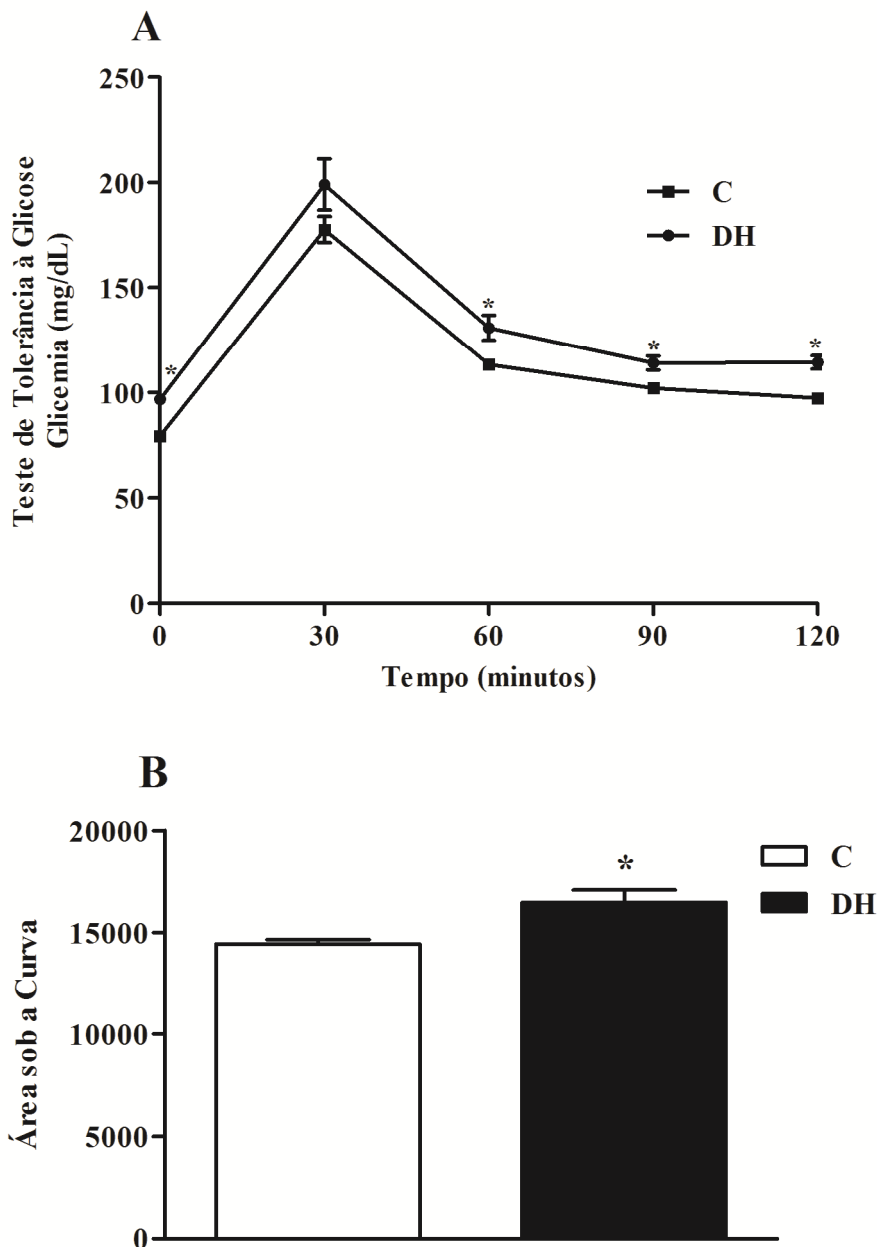 A
Teste de Tolerância à Glicose
Glicemia (mg/dL)
250
200
150
100
50
0
C
DH
*
*
*
*
0 30 60 90 120
Tempo (minutos)
B
Área sob a Curva
20000
15000
10000
5000
0
*
C
DH